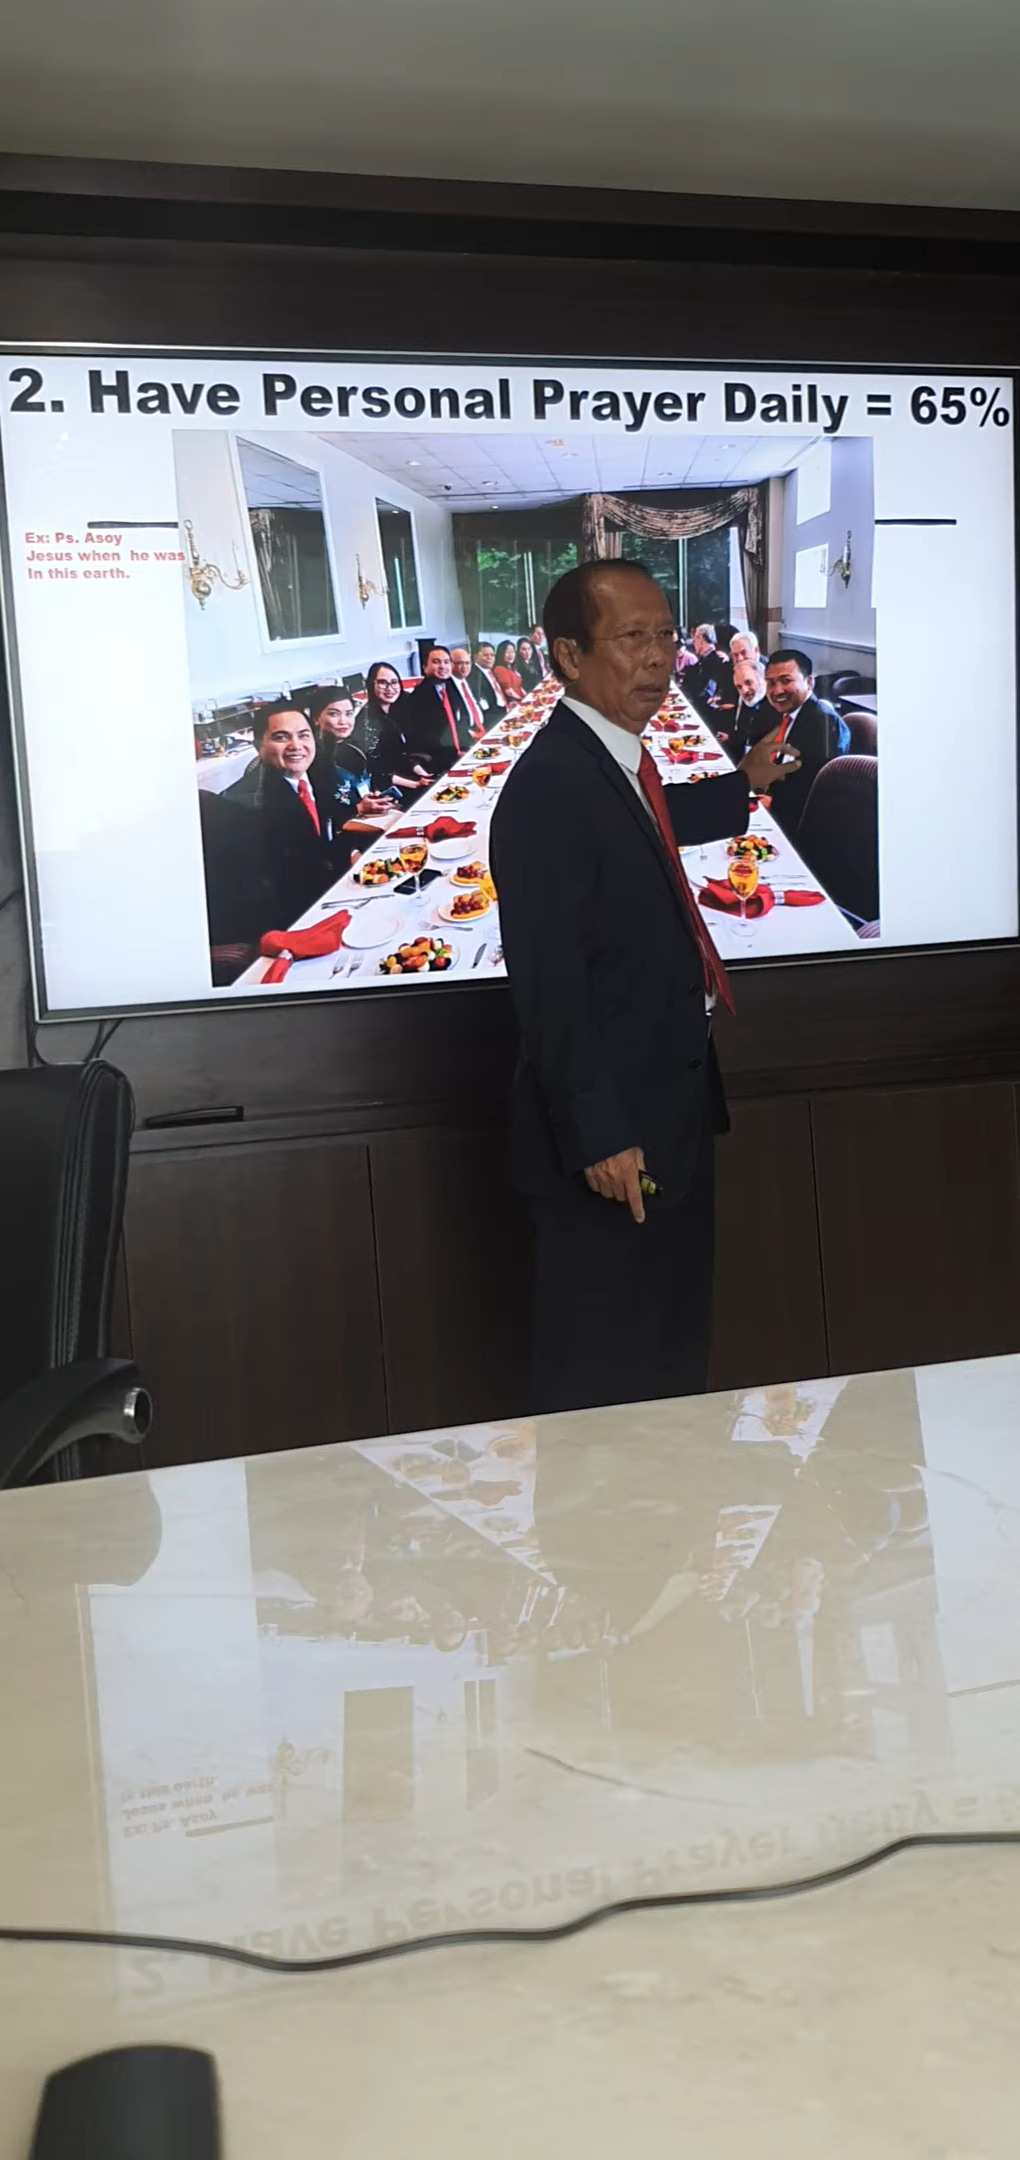 2. Have Personal Prayer Daily = 65%
Ex: Ps. Asoy
Jesus when he was
In this earth.